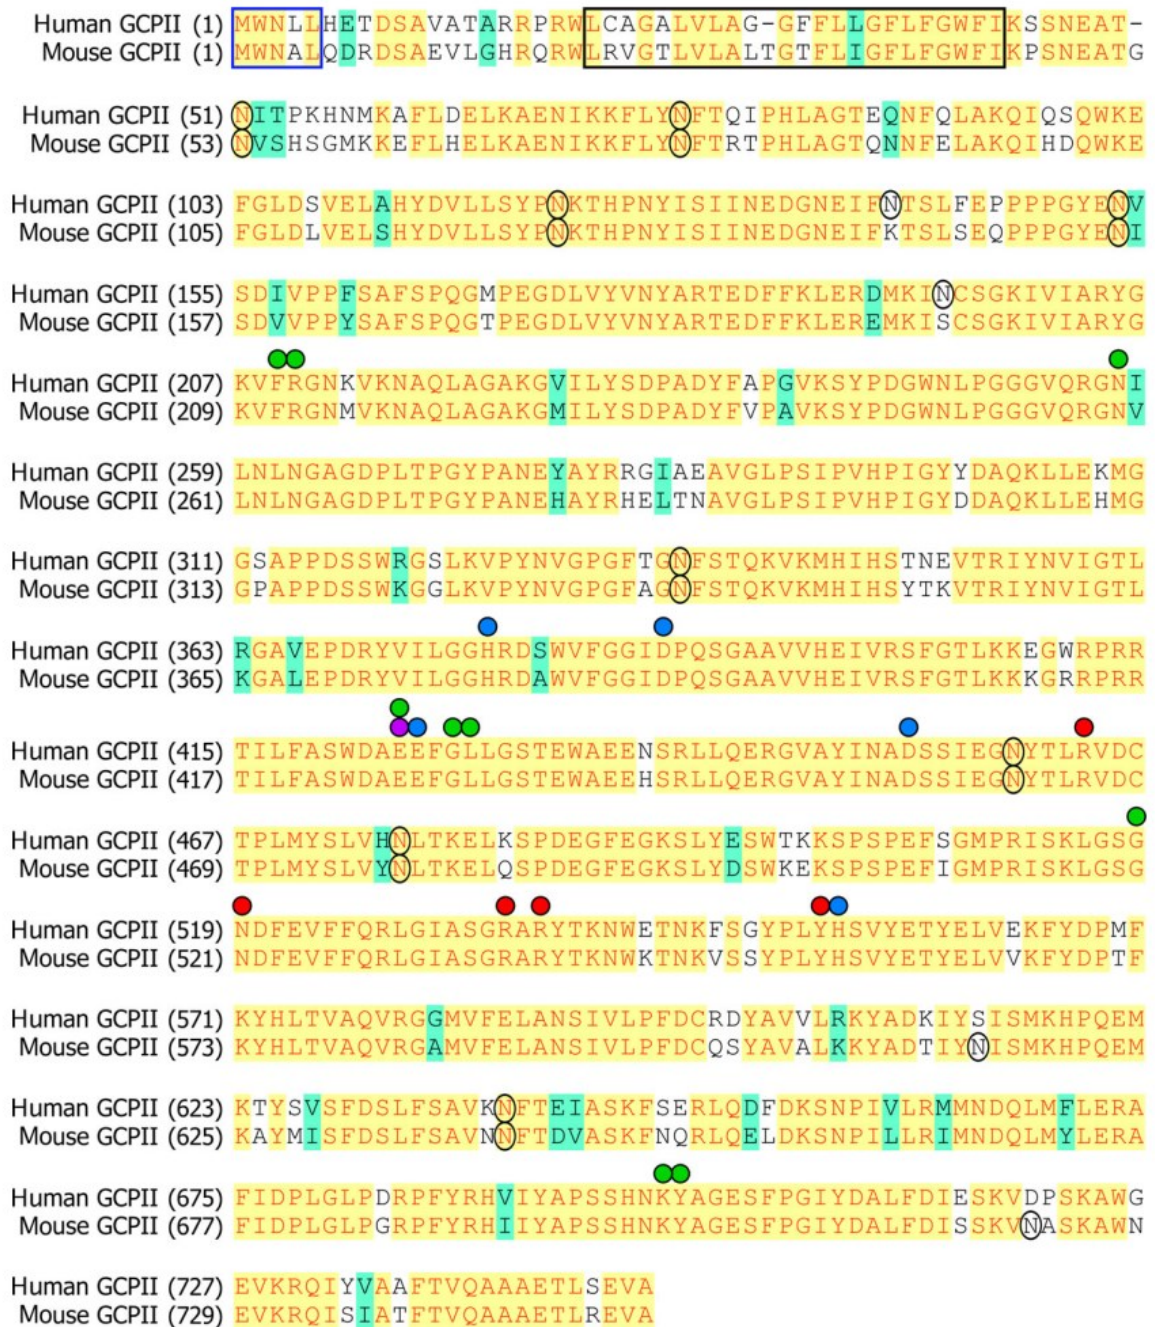 Human GCPII (1) MWNLLHETDSAVATARRPRWLCAGALVLAG-GFFLLGFLFGWFIKSSNEAT-
Mouse GCPII (1) MWNALQDRDSAEVLGHRQRWLRVGTLVLALTGTFLIGFLFGWFIKPSNEATG
Human GCPII (51) NITPKHNMKAFLDELKAENIKKFLYNFTQIPHLAGTEQNFQLAKQIQSQWKE
Mouse GCPII (53) NVSHSGMKKEFLHELKAENIKKFLYNFTRTPHLAGTQNNFELAKQIHDQWKE
Human GCPII (103) FGLDSVELAHYDVLLSYPNKTHPNYISIINEDGNEIFNTSLFEPPPPGYENV
Mouse GCPII (105) FGLDLVELSHYDVLLSYPNKTHPNYISIINEDGNEIFKTSLSEQPPPGYENI
Human GCPII (155) SDIVPPFSAFSPQGMPEGDLVYVNYARTEDFFKLERDMKINCSGKIVIARYG
Mouse GCPII (157) SDVVPPYSAFSPQGTPEGDLVYVNYARTEDFFKLEREMKISCSGKIVIARYG
Human GCPII (207) KVFRGNKVKNAQLAGAKGVILYSDPADYFAPGVKSYPDGWNLPGGGVQRGNI
Mouse GCPII (209) KVFRGNMVKNAQLAGAKGMILYSDPADYFVPAVKSYPDGWNLPGGGVQRGNV
Human GCPII (259) LNLNGAGDPLTPGYPANEYAYRRGIAEAVGLPSIPVHPIGYYDAQKLLEKMG
Mouse GCPII (261) LNLNGAGDPLTPGYPANEHAYRHELTNAVGLPSIPVHPIGYDDAQKLLEHMG
Human GCPII (311) GSAPPDSSWRGSLKVPYNVGPGFTGNFSTQKVKMHIHSTNEVTRIYNVIGTL
Mouse GCPII (313) GPAPPDSSWKGGLKVPYNVGPGFAGNFSTQKVKMHIHSYTKVTRIYNVIGTL
Human GCPII (363) RGAVEPDRYVILGGHRDSWVFGGIDPQSGAAVVHEIVRSFGTLKKEGWRPRR
Mouse GCPII (365) KGALEPDRYVILGGHRDAWVFGGIDPQSGAAVVHEIVRSFGTLKKKGRRPRR
Human GCPII (415) TILFASWDAEEFGLLGSTEWAEENSRLLQERGVAYINADSSIEGNYTLRVDC
Mouse GCPII (417) TILFASWDAEEFGLLGSTEWAEEHSRLLQERGVAYINADSSIEGNYTLRVDC
Human GCPII (467) TPLMYSLVHNLTKELKSPDEGFEGKSLYESWTKKSPSPEFSGMPRISKLGSG
Mouse GCPII (469) TPLMYSLVYNLTKELQSPDEGFEGKSLYDSWKEKSPSPEFIGMPRISKLGSG
Human GCPII (519) NDFEVFFQRLGIASGRARYTKNWETNKFSGYPLYHSVYETYELVEKFYDPMF
Mouse GCPII (521) NDFEVFFQRLGIASGRARYTKNWKTNKVSSYPLYHSVYETYELVVKFYDPTF
Human GCPII (571) KYHLTVAQVRGGMVFELANSIVLPFDCRDYAVVLRKYADKIYSISMKHPQEM
Mouse GCPII (573) KYHLTVAQVRGAMVFELANSIVLPFDCQSYAVALKKYADTIYNISMKHPQEM
Human GCPII (623) KTYSVSFDSLFSAVKNFTEIASKFSERLQDFDKSNPIVLRMMNDQLMFLERA
Mouse GCPII (625) KAYMISFDSLFSAVNNFTDVASKFNQRLQELDKSNPILLRIMNDQLMYLERA
Human GCPII (675) FIDPLGLPDRPFYRHVIYAPSSHNKYAGESFPGIYDALFDIESKVDPSKAWG
Mouse GCPII (677) FIDPLGLPGRPFYRHIIYAPSSHNKYAGESFPGIYDALFDISSKVNASKAWN
Human GCPII (727) EVKRQIYVAAFTVQAAAETLSEVA
Mouse GCPII (729) EVKRQISIATFTVQAAAETLREVA